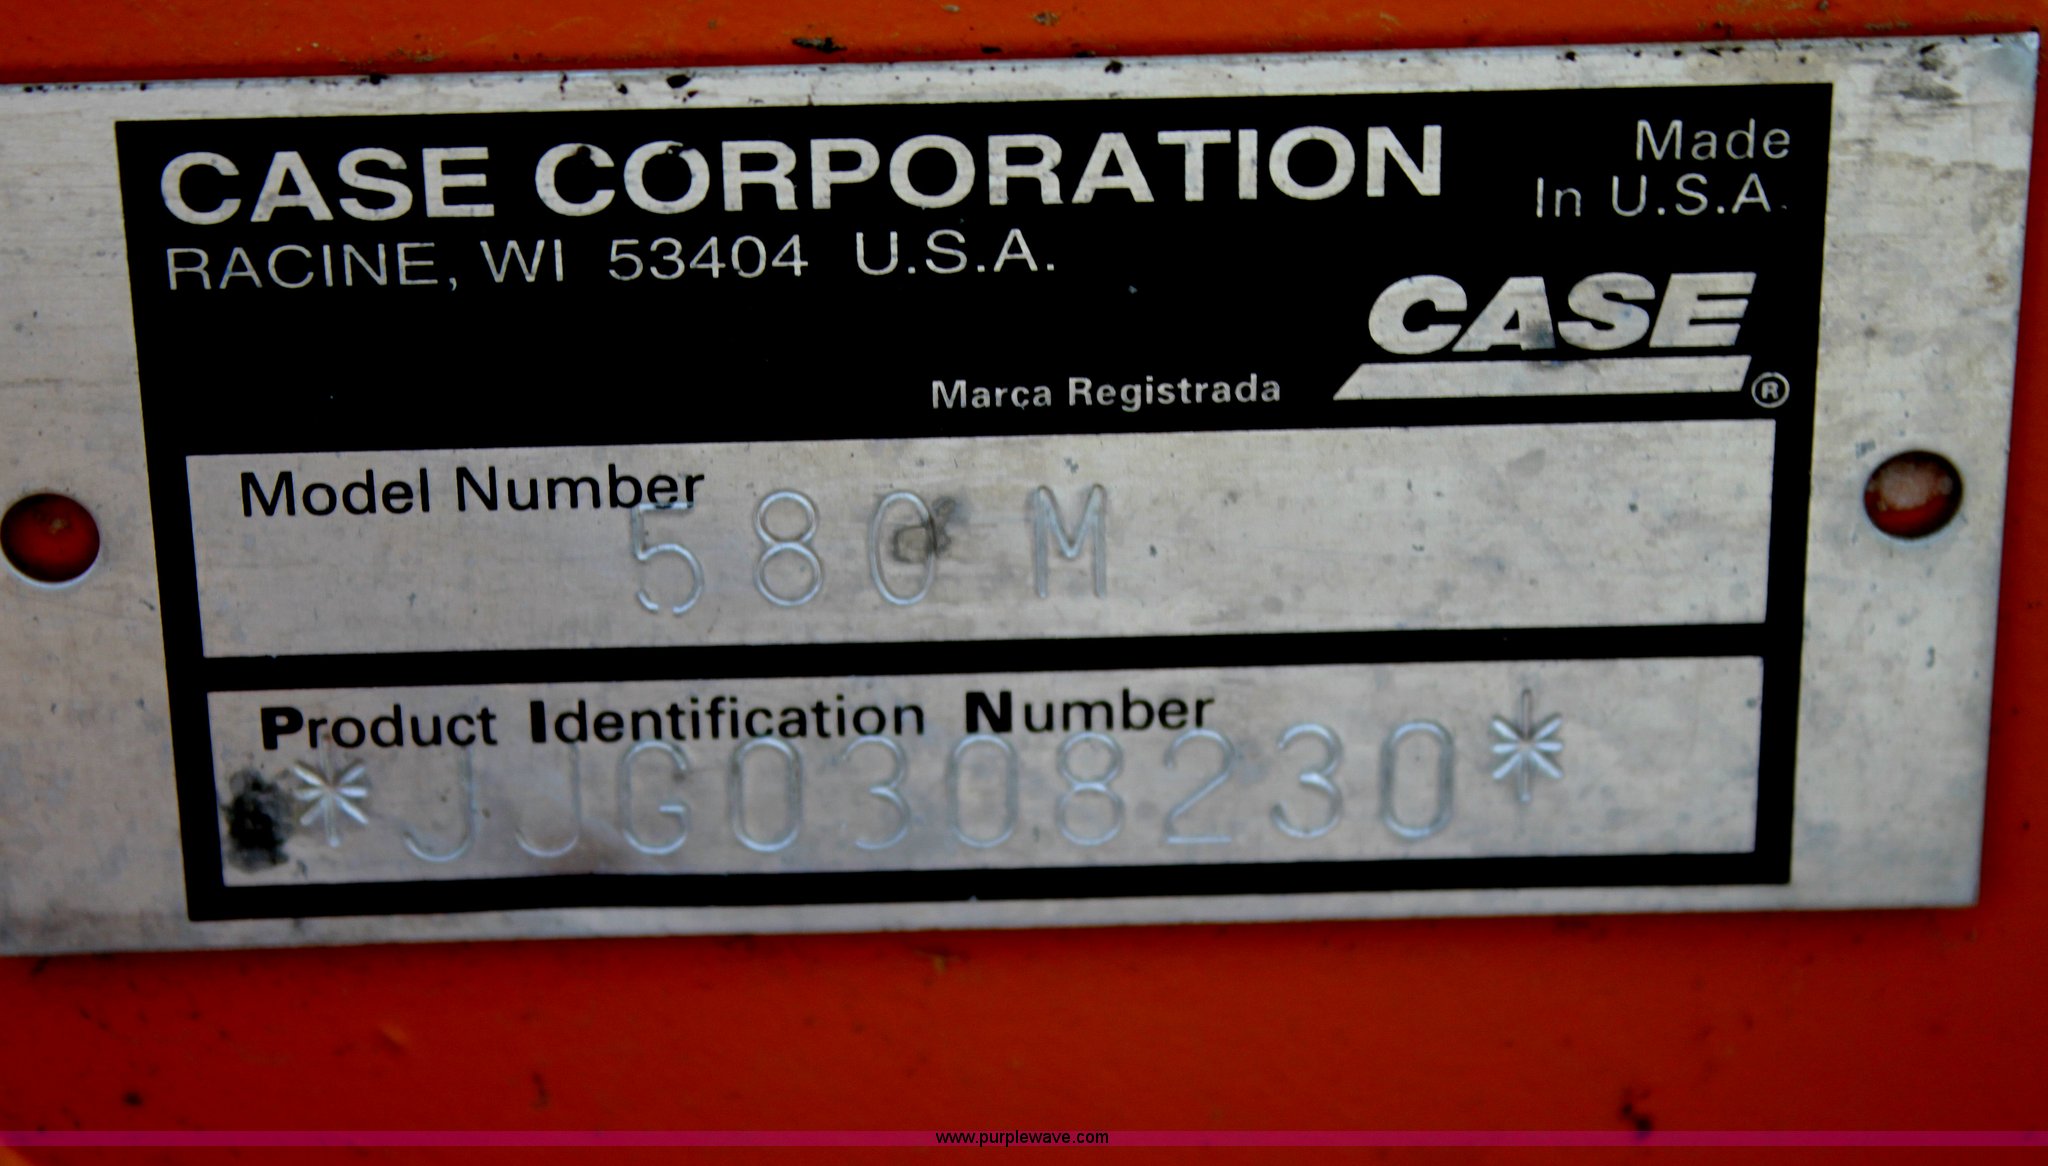 CASE CORPORATION
RACINE, WI 53404 U.S.A.
Made
In U.S.A.
CASE
Marca Registrada ®
Model Number
580 M
Product Identification Number
*JJG0308230*
www.purplewave.com